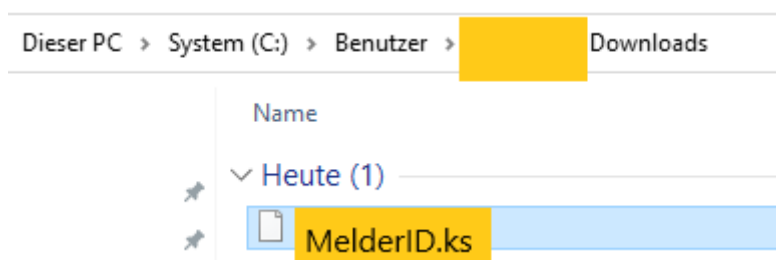 Dieser PC > System (C:) > Benutzer > Downloads
Name
Heute (1)
MelderID.ks